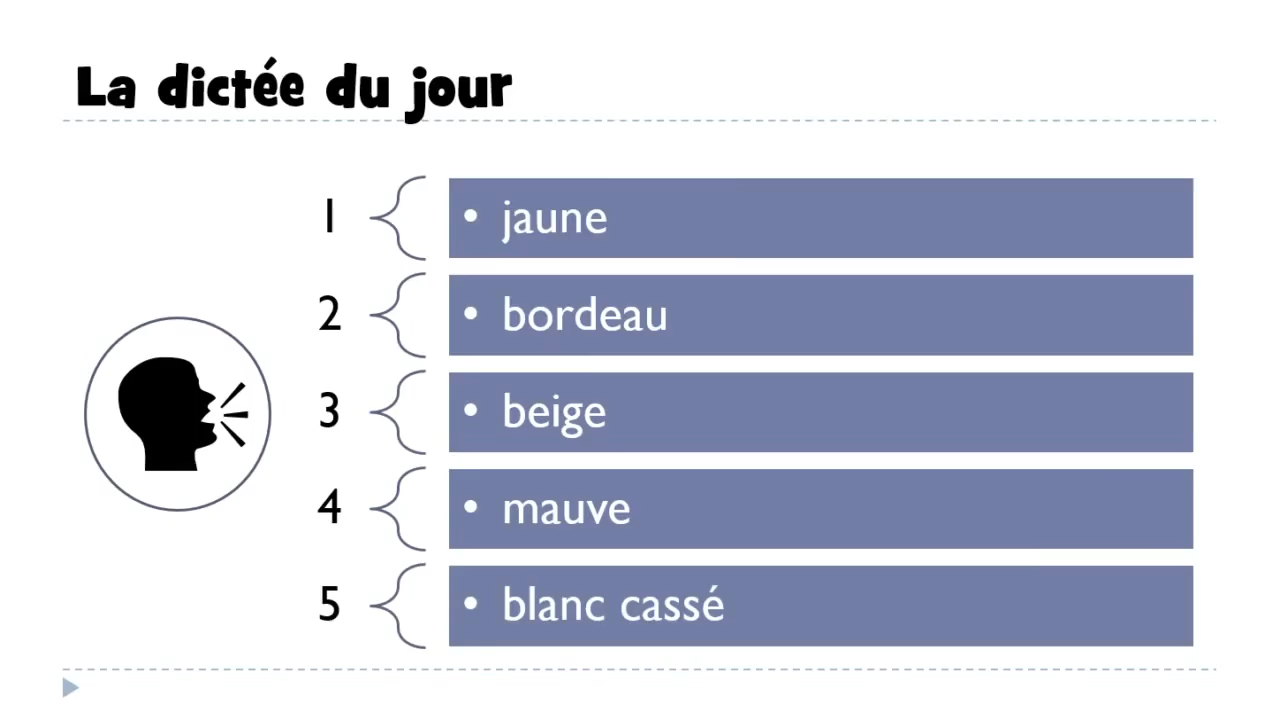 La dictée du jour
1 • jaune
2 • bordeau
3 • beige
4 • mauve
5 • blanc cassé